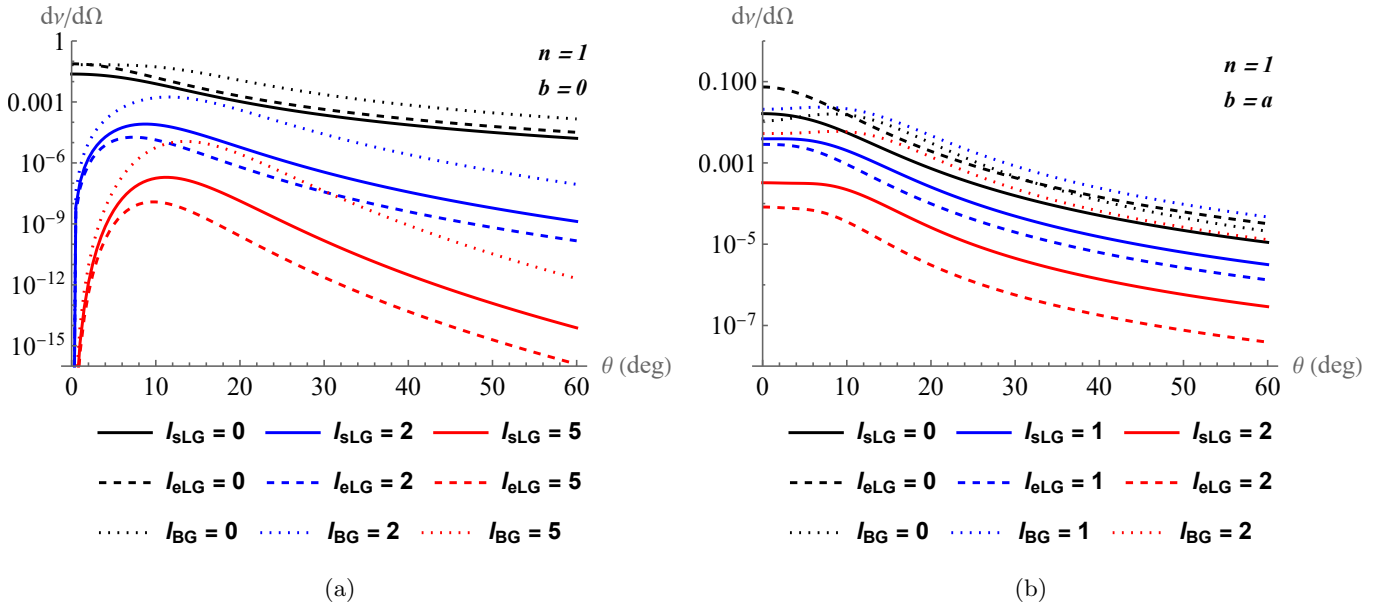 dν/dΩ
n = 1
b = 0
1
0.001
10⁻⁶
10⁻⁹
10⁻¹²
10⁻¹⁵
0 10 20 30 40 50 60
θ (deg)
l_sLG = 0 l_sLG = 2 l_sLG = 5
l_eLG = 0 l_eLG = 2 l_eLG = 5
l_BG = 0 l_BG = 2 l_BG = 5
(a)
dν/dΩ
n = 1
b = a
0.100
0.001
10⁻⁵
10⁻⁷
0 10 20 30 40 50 60
θ (deg)
l_sLG = 0 l_sLG = 1 l_sLG = 2
l_eLG = 0 l_eLG = 1 l_eLG = 2
l_BG = 0 l_BG = 1 l_BG = 2
(b)